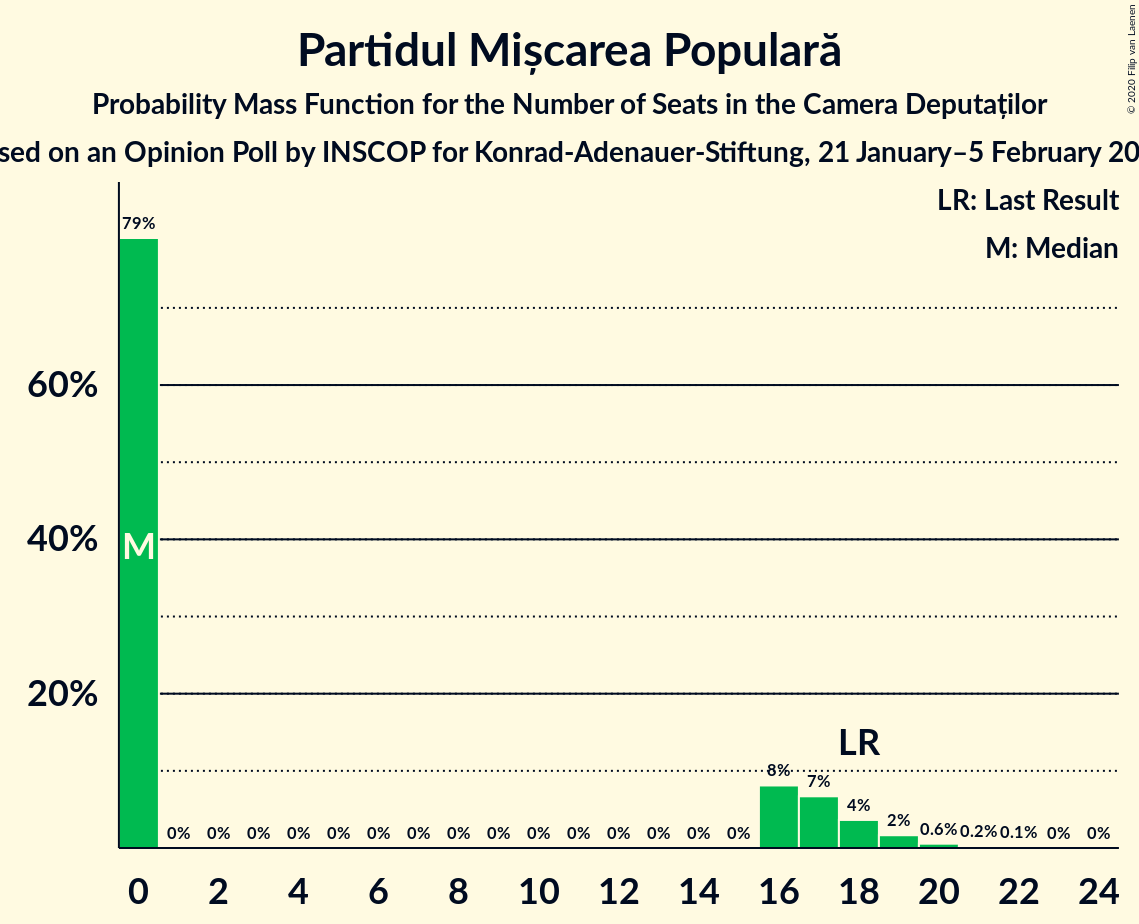 Partidul Mișcarea Populară
Probability Mass Function for the Number of Seats in the Camera Deputaților
sed on an Opinion Poll by INSCOP for Konrad-Adenauer-Stiftung, 21 January–5 February 20
© 2020 Filip van Laenen
LR: Last Result
M: Median
79%
60%
40%
M
20%
LR
0% 0% 0% 0% 0% 0% 0% 0% 0% 0% 0% 0% 0% 0% 0% 8% 7% 4% 2% 0.6% 0.2% 0.1% 0% 0%
0 2 4 6 8 10 12 14 16 18 20 22 24